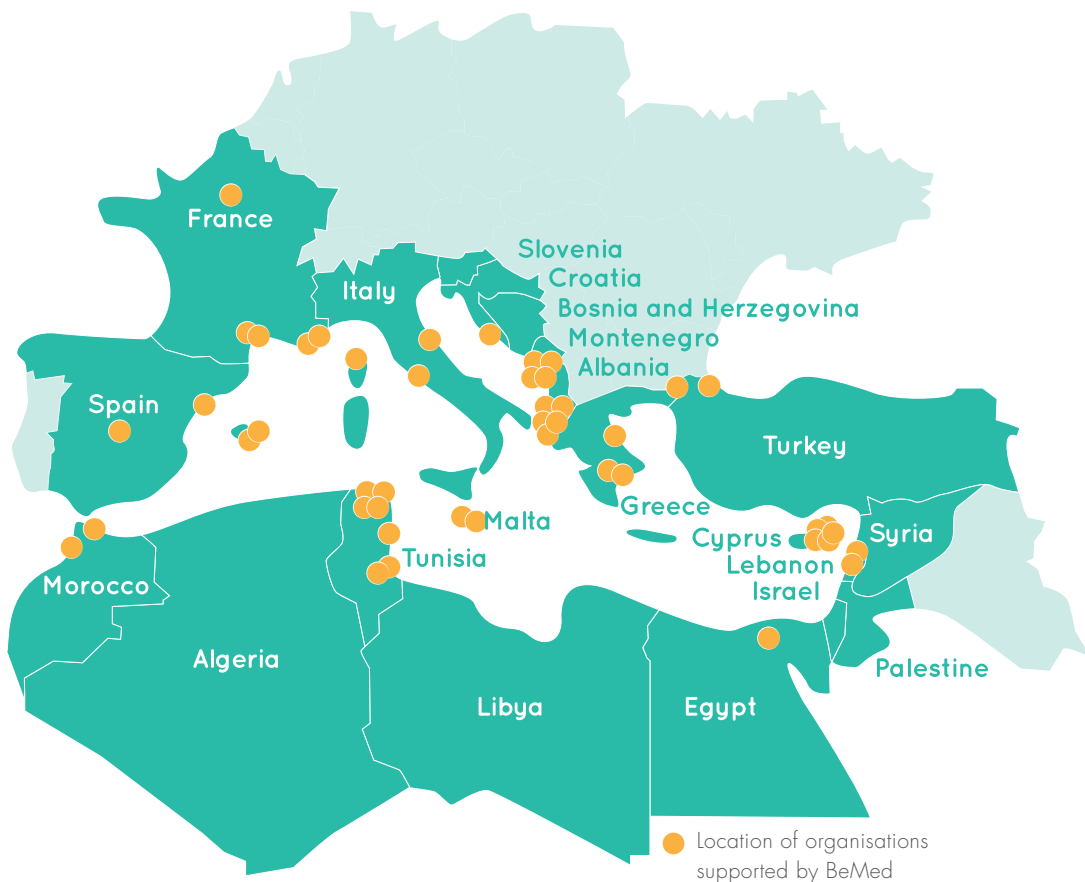 France
Slovenia
Croatia
Italy
Bosnia and Herzegovina
Montenegro
Albania
Spain
Turkey
Greece
Malta
Syria
Cyprus
Tunisia
Lebanon
Morocco
Israel
Algeria
Palestine
Libya
Egypt
Location of organisations
supported by BeMed